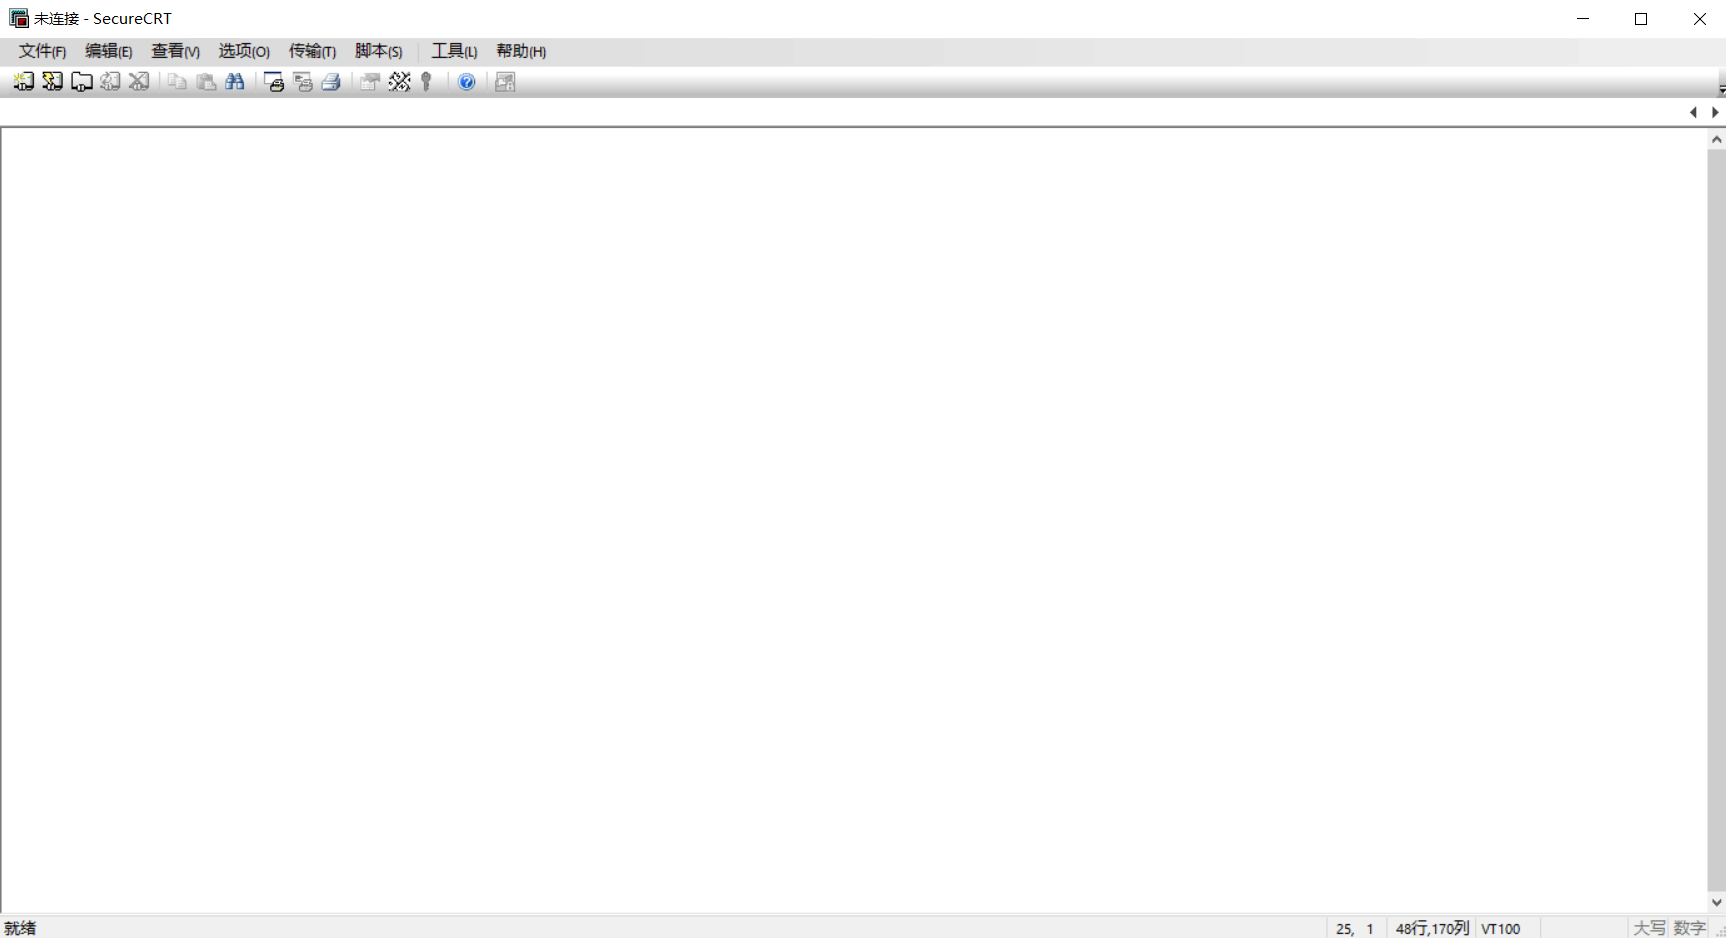 未连接 - SecureCRT
文件(F) 编辑(E) 查看(V) 选项(O) 传输(T) 脚本(S) 工具(L) 帮助(H)
就绪 25, 1 48行,170列 VT100 大写 数字